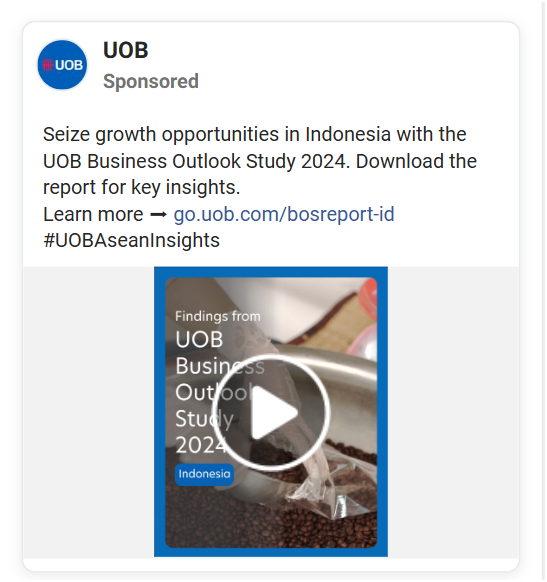 UOB
UOB
Sponsored
Seize growth opportunities in Indonesia with the
UOB Business Outlook Study 2024. Download the
report for key insights.
Learn more ➞ go.uob.com/bosreport-id
#UOBAseanInsights
Findings from
UOB
Business
Outlook
Study
2024
Indonesia